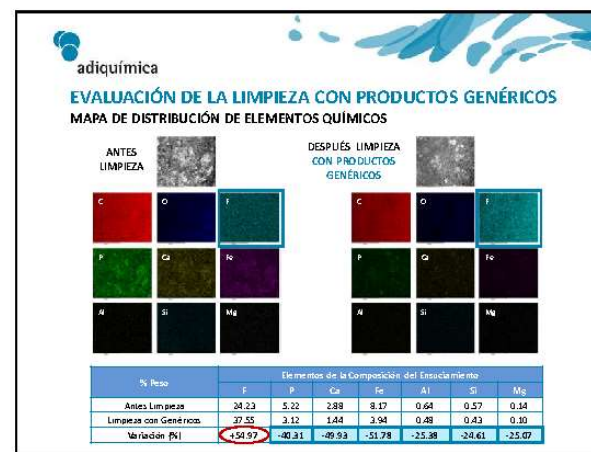 adiquímica
EVALUACIÓN DE LA LIMPIEZA CON PRODUCTOS GENÉRICOS
MAPA DE DISTRIBUCIÓN DE ELEMENTOS QUÍMICOS
ANTES
LIMPIEZA
DESPUÉS LIMPIEZA
CON PRODUCTOS
GENÉRICOS
C O F
P Ca Fe
Al Si Mg
C O F
P Ca Fe
Al Si Mg
% Peso Elementos de la Composición del Ensuciamiento
F P Ca Fe Al Si Mg
Antes Limpieza 24.23 5.22 2.88 8.17 0.64 0.57 0.14
Limpieza con Genéricos 37.55 3.12 1.44 3.94 0.48 0.43 0.10
Variación (%) +54.97 -40.31 -49.93 -51.78 -25.38 -24.61 -25.07